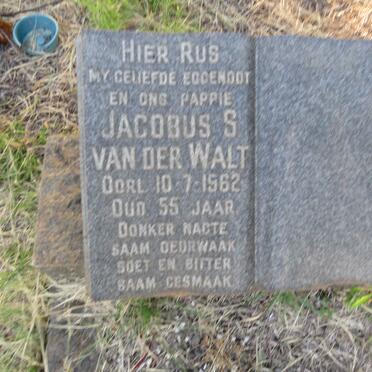 HIER RUS
MY GELIEFDE EGGENOOT
EN ONS PAPPIE
JACOBUS S
VAN DER WALT
OORL 10-7-1962
OUD 55 JAAR
DONKER NAGTE
SAAM DEURWAAK
SOET EN BITTER
SAAM GESMAAK